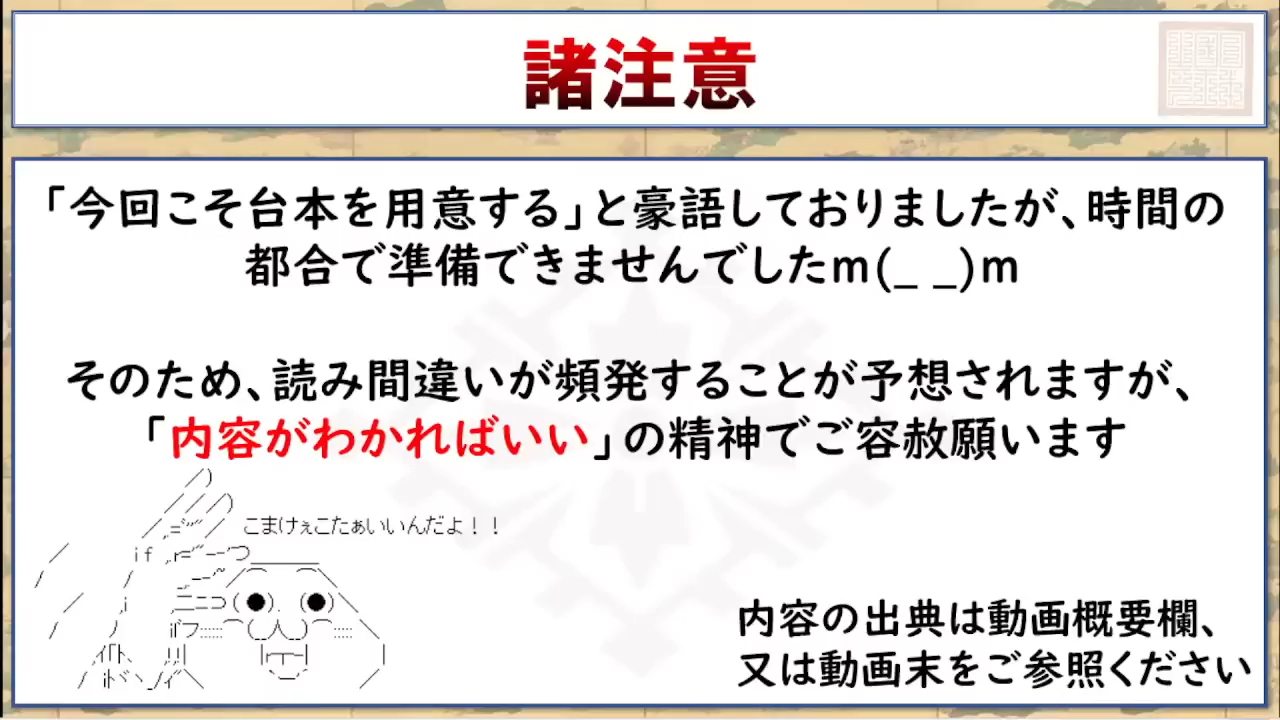 諸注意
「今回こそ台本を用意する」と豪語しておりましたが、時間の
都合で準備できませんでしたm(_ _)m
そのため、読み間違いが頻発することが予想されますが、
「内容がわかればいい」の精神でご容赦願います
こまけぇこたぁいいんだよ！！
内容の出典は動画概要欄、
又は動画末をご参照ください